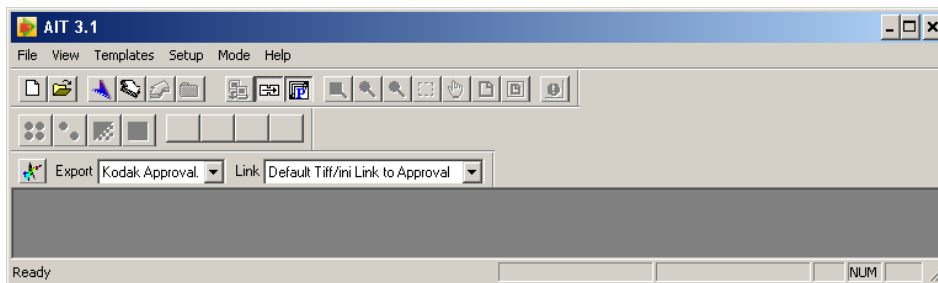 AIT 3.1
File View Templates Setup Mode Help
Export Kodak Approval. Link Default Tiff/ini Link to Approval
Ready NUM